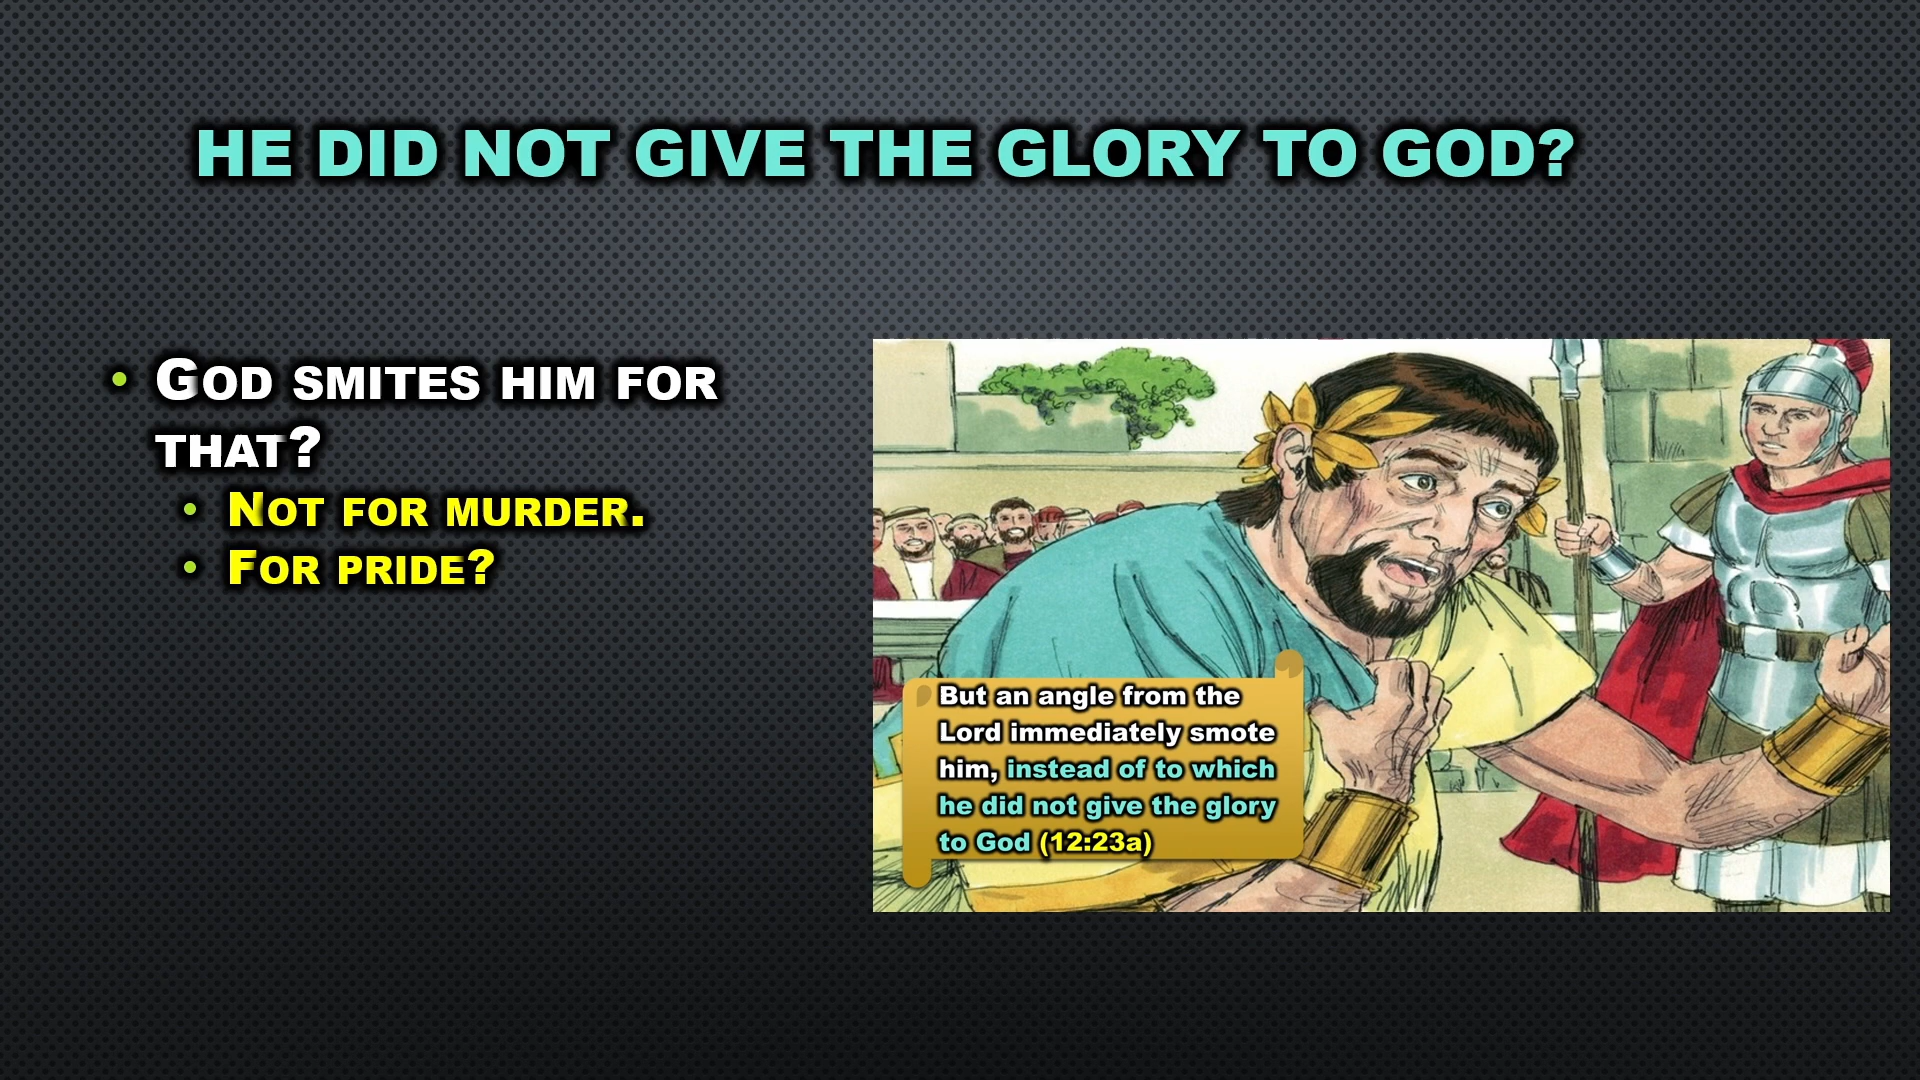 HE DID NOT GIVE THE GLORY TO GOD?
• GOD SMITES HIM FOR
THAT?
• NOT FOR MURDER.
• FOR PRIDE?
But an angle from the
Lord immediately smote
him, instead of to which
he did not give the glory
to God (12:23a)